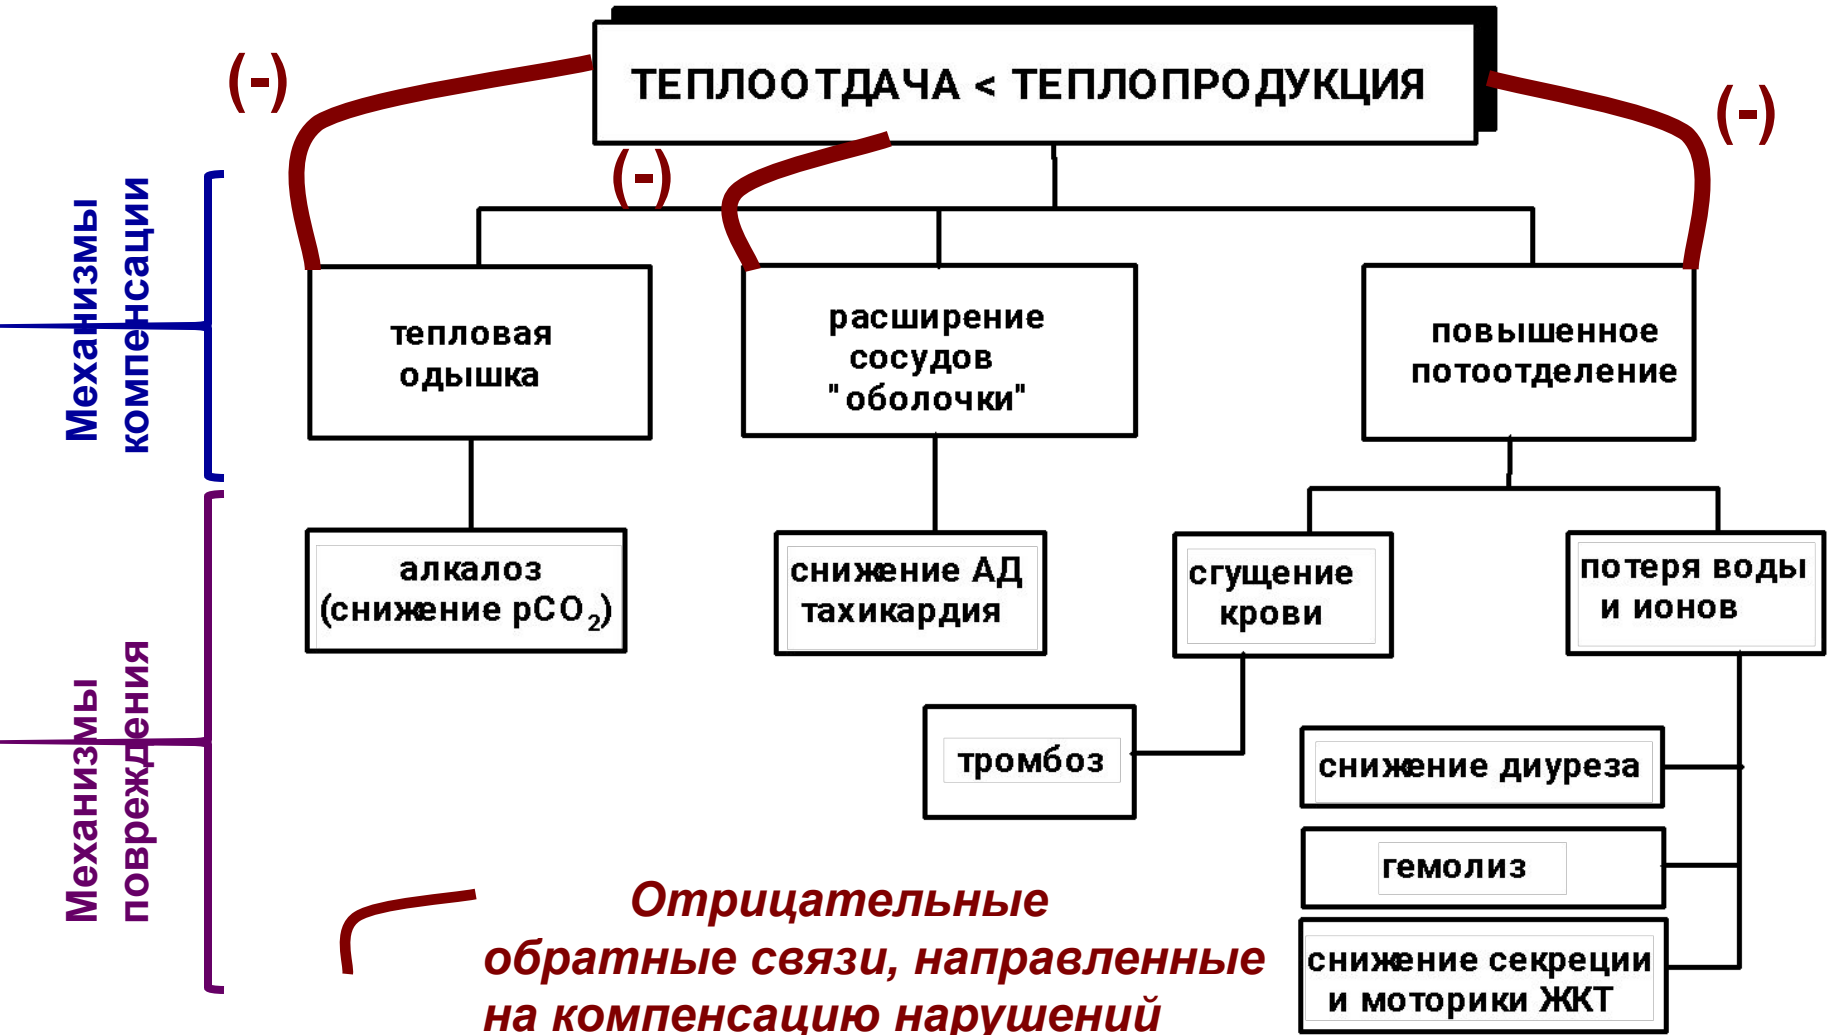 ТЕПЛООТДАЧА < ТЕПЛОПРОДУКЦИЯ
(-)
(-)
(-)
Механизмы
компенсации
тепловая
одышка
расширение
сосудов
"оболочки"
повышенное
потоотделение
Механизмы
повреждения
алкалоз
(снижение pCO₂)
снижение АД
тахикардия
сгущение
крови
потеря воды
и ионов
тромбоз
снижение диуреза
гемолиз
снижение секреции
и моторики ЖКТ
Отрицательные
обратные связи, направленные
на компенсацию нарушений